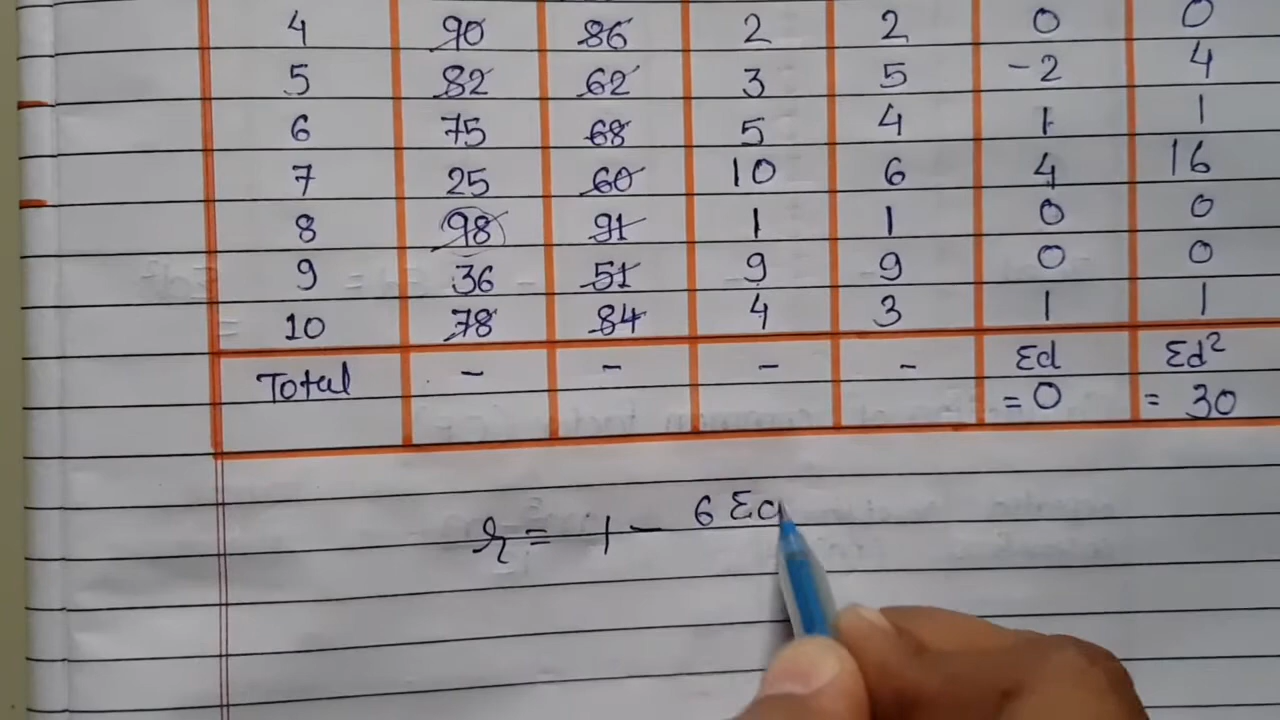 4 90 86 2 2 0 0
5 82 62 3 5 -2 4
6 75 68 5 4 1 1
7 25 60 10 6 4 16
8 98 91 1 1 0 0
9 36 51 9 9 0 0
10 78 84 4 3 1 1
Total - - - - Σd Σd²
= 0 = 30
r = 1 - 6 Σd